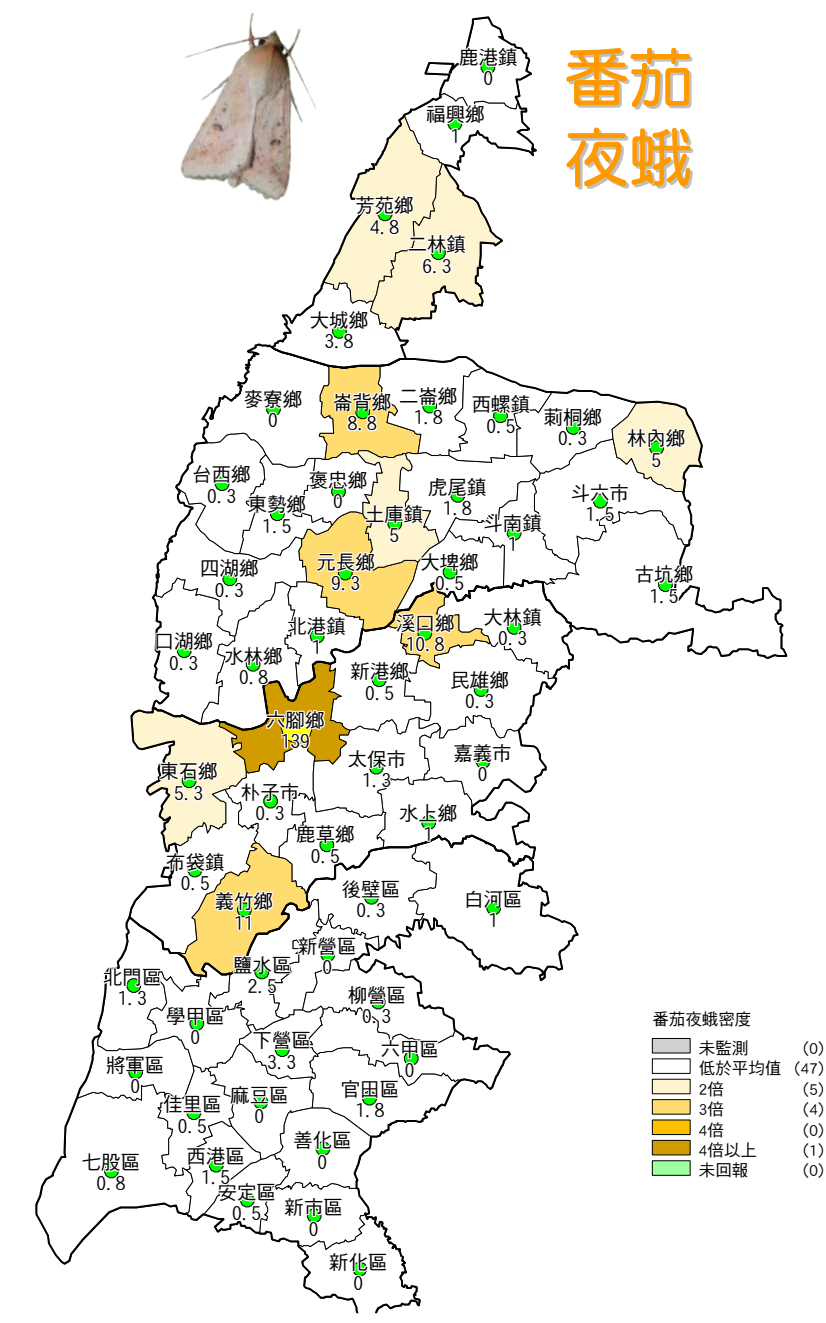 番茄
夜蛾
鹿港鎮
0
福興鄉
1
芳苑鄉
4.8
二林鎮
6.3
大城鄉
3.8
麥寮鄉
0
崙背鄉
8.8
二崙鄉
1.8
西螺鎮
0.5
莿桐鄉
0.3
林內鄉
5
台西鄉
0.3
東勢鄉
1.5
褒忠鄉
0
土庫鎮
5
虎尾鎮
1.8
斗南鎮
1
斗六市
1.5
古坑鄉
1.5
四湖鄉
0.3
元長鄉
9.3
大埤鄉
0.5
口湖鄉
0.3
水林鄉
0.8
北港鎮
1
溪口鄉
10.8
大林鎮
0.3
新港鄉
0.5
民雄鄉
0.3
六腳鄉
139
東石鄉
5.3
太保市
1.3
嘉義市
0
朴子市
0.3
鹿草鄉
0.5
水上鄉
1
布袋鎮
0.5
義竹鄉
11
後壁區
0.3
白河區
1
新營區
0
鹽水區
2.5
北門區
1.3
柳營區
0.3
學甲區
0
下營區
3.3
六甲區
0
將軍區
0
佳里區
0.5
麻豆區
0
官田區
1.8
七股區
0.8
西港區
1.5
善化區
0
安定區
0.5
新市區
0
新化區
0
番茄夜蛾密度
未監測 (0)
低於平均值 (47)
2倍 (5)
3倍 (4)
4倍 (0)
4倍以上 (1)
未回報 (0)